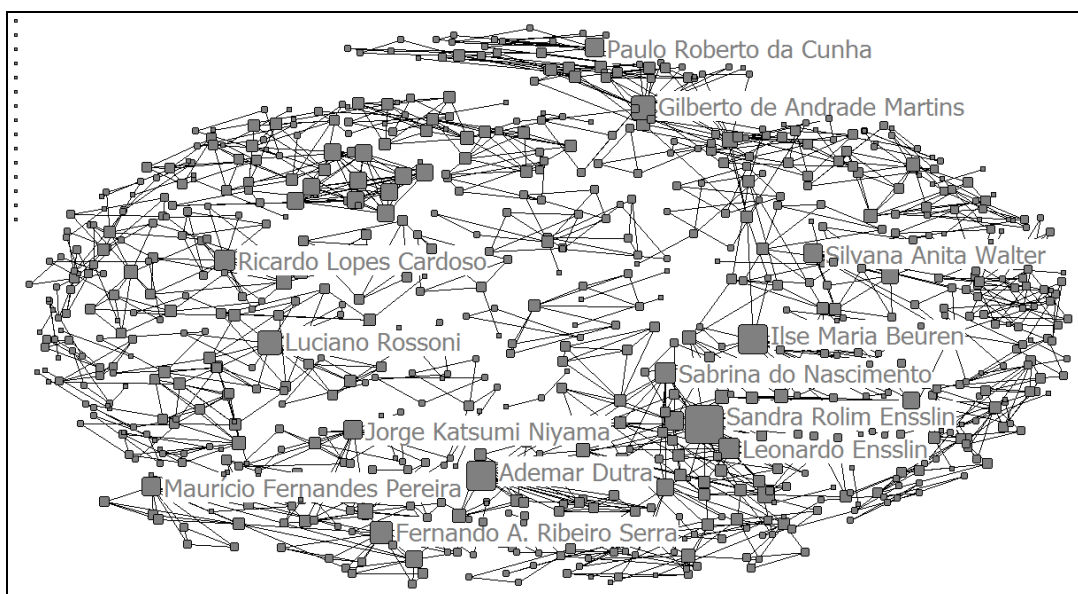 Paulo Roberto da Cunha
Gilberto de Andrade Martins
Silvana Anita Walter
Ricardo Lopes Cardoso
Ilse Maria Beuren
Luciano Rossoni
Sabrina do Nascimento
Sandra Rolim Ensslin
Jorge Katsumi Niyama
Leonardo Ensslin
Ademar Dutra
Mauricio Fernandes Pereira
Fernando A. Ribeiro Serra